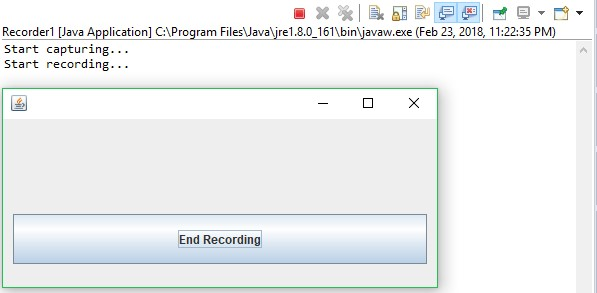 Recorder1 [Java Application] C:\Program Files\Java\jre1.8.0_161\bin\javaw.exe (Feb 23, 2018, 11:22:35 PM)
Start capturing...
Start recording...
End Recording